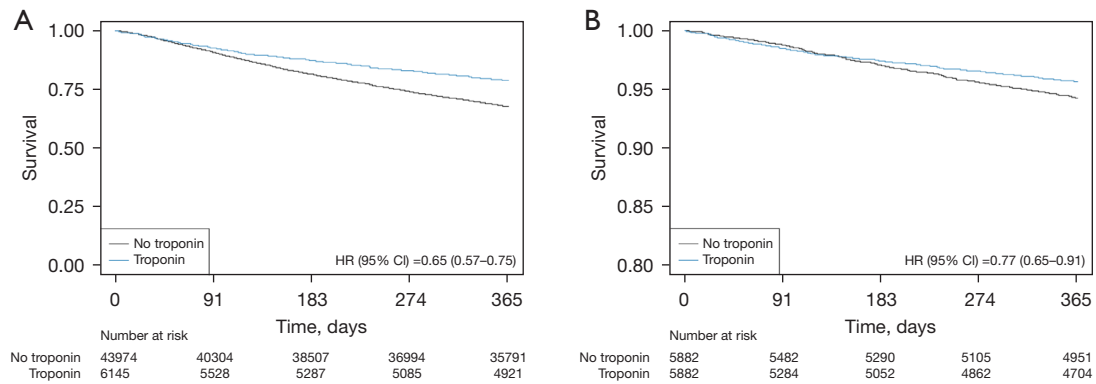 A
1.00
0.75
0.50
0.25
0.00
Survival
No troponin
Troponin
HR (95% CI) =0.65 (0.57–0.75)
0 91 183 274 365
Time, days
Number at risk
No troponin 43974 40304 38507 36994 35791
Troponin 6145 5528 5287 5085 4921
B
1.00
0.95
0.90
0.85
0.80
Survival
No troponin
Troponin
HR (95% CI) =0.77 (0.65–0.91)
0 91 183 274 365
Time, days
Number at risk
No troponin 5882 5482 5290 5105 4951
Troponin 5882 5284 5052 4862 4704